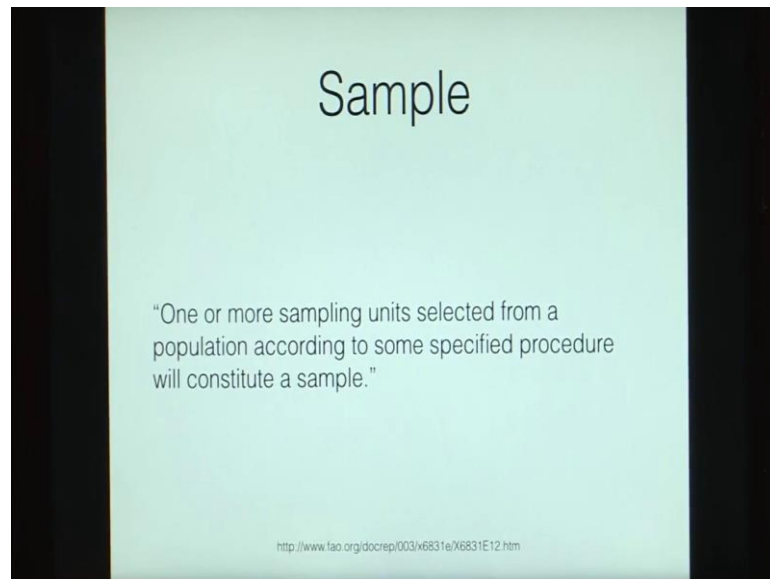 Sample
“One or more sampling units selected from a
population according to some specified procedure
will constitute a sample.”
http://www.fao.org/docrep/003/x6831e/X6831E12.htm